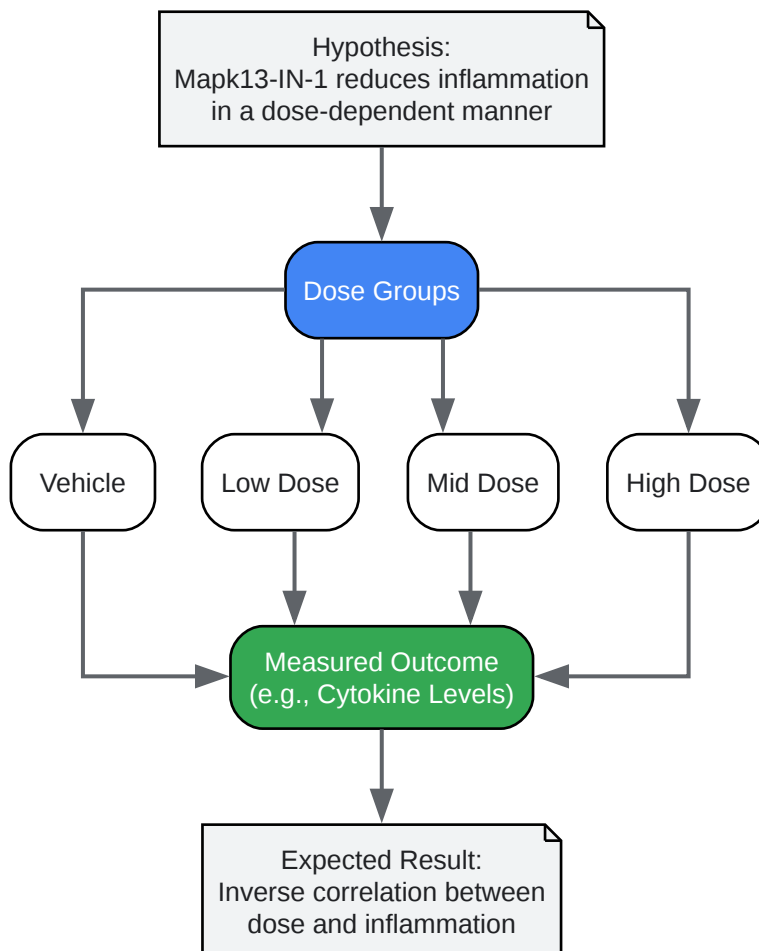 Hypothesis:
Mapk13-IN-1 reduces inflammation
in a dose-dependent manner
Dose Groups
Vehicle
Low Dose
Mid Dose
High Dose
Measured Outcome
(e.g., Cytokine Levels)
Expected Result:
Inverse correlation between
dose and inflammation